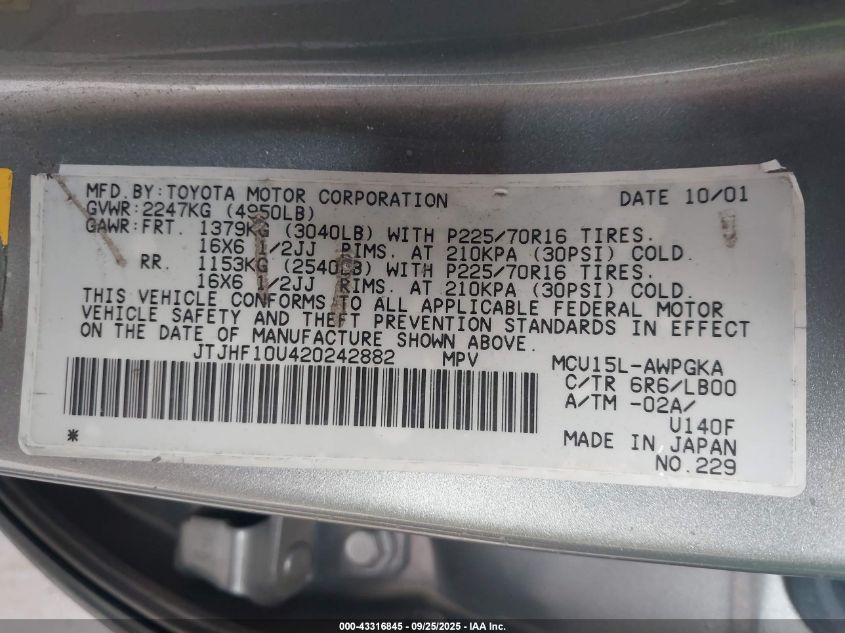 MFD.BY:TOYOTA MOTOR CORPORATION DATE 10/01
GVWR:2247KG (4950LB)
GAWR:FRT. 1379KG (3040LB) WITH P225/70R16 TIRES.
16X6 1/2JJ RIMS. AT 210KPA (30PSI) COLD.
RR. 1153KG (2540LB) WITH P225/70R16 TIRES.
16X6 1/2JJ RIMS. AT 210KPA (30PSI) COLD.
THIS VEHICLE CONFORMS TO ALL APPLICABLE FEDERAL MOTOR
VEHICLE SAFETY AND THEFT PREVENTION STANDARDS IN EFFECT
ON THE DATE OF MANUFACTURE SHOWN ABOVE.
JTJHF10U420242882 MPV MCU15L-AWPGKA
C/TR 6R6/LB00
A/TM -02A/
U140F
* MADE IN JAPAN
NO.229
000-43316845 - 09/25/2025 - IAA Inc.